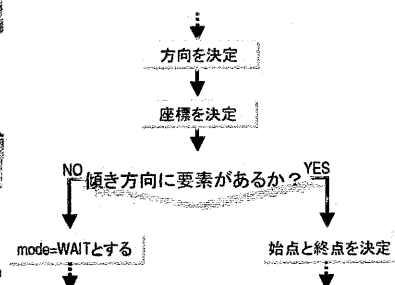 方向を決定
座標を決定
NO
傾き方向に要素があるか？
YES
mode=WAITとする
始点と終点を決定